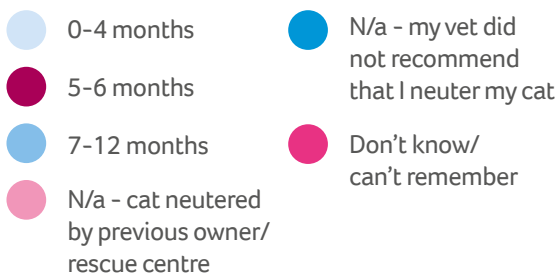 0-4 months
5-6 months
7-12 months
N/a - cat neutered
by previous owner/
rescue centre
N/a - my vet did
not recommend
that I neuter my cat
Don’t know/
can’t remember